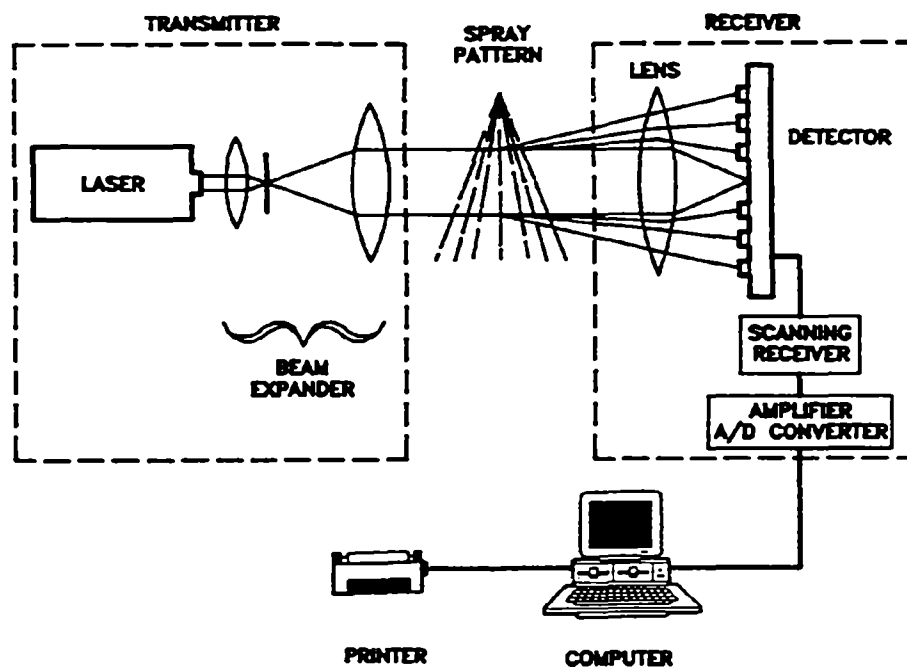 TRANSMITTER
SPRAY
PATTERN
RECEIVER
LENS
DETECTOR
LASER
BEAM
EXPANDER
SCANNING
RECEIVER
AMPLIFIER
A/D CONVERTER
PRINTER
COMPUTER